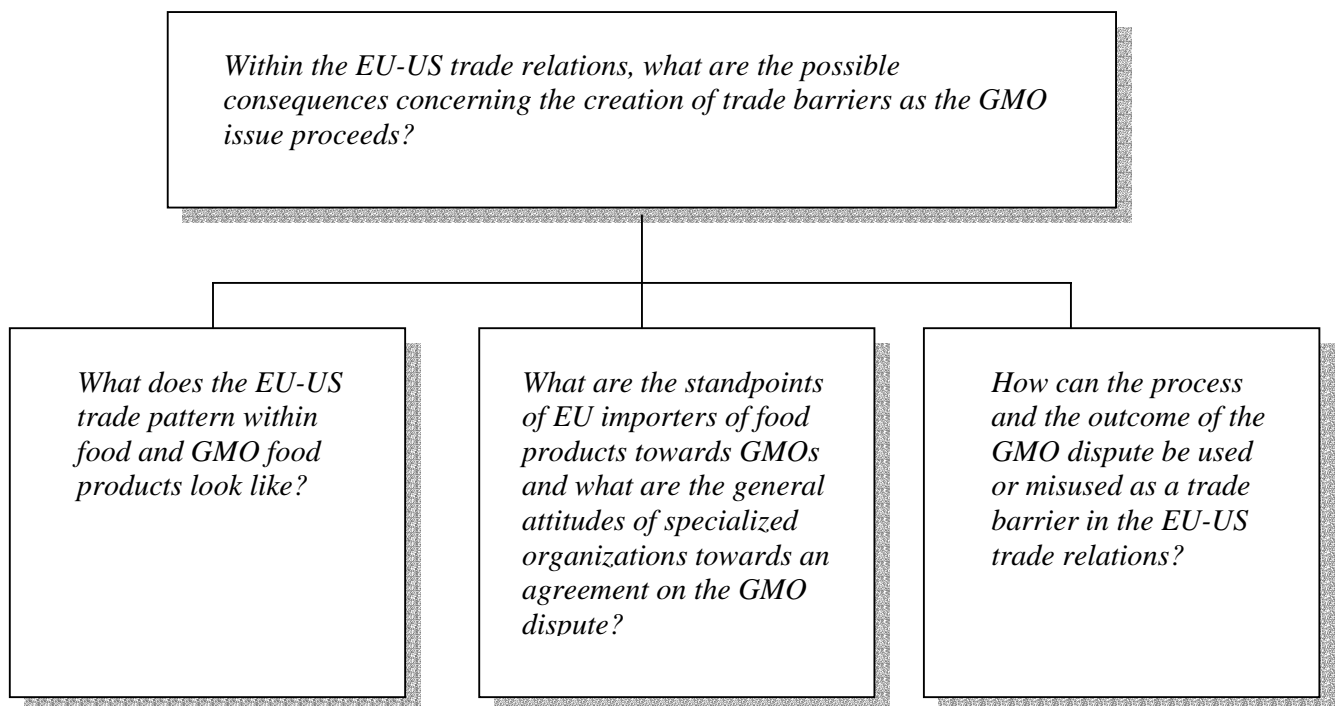 Within the EU-US trade relations, what are the possible
consequences concerning the creation of trade barriers as the GMO
issue proceeds?
What does the EU-US
trade pattern within
food and GMO food
products look like?
What are the standpoints
of EU importers of food
products towards GMOs
and what are the general
attitudes of specialized
organizations towards an
agreement on the GMO
dispute?
How can the process
and the outcome of the
GMO dispute be used
or misused as a trade
barrier in the EU-US
trade relations?